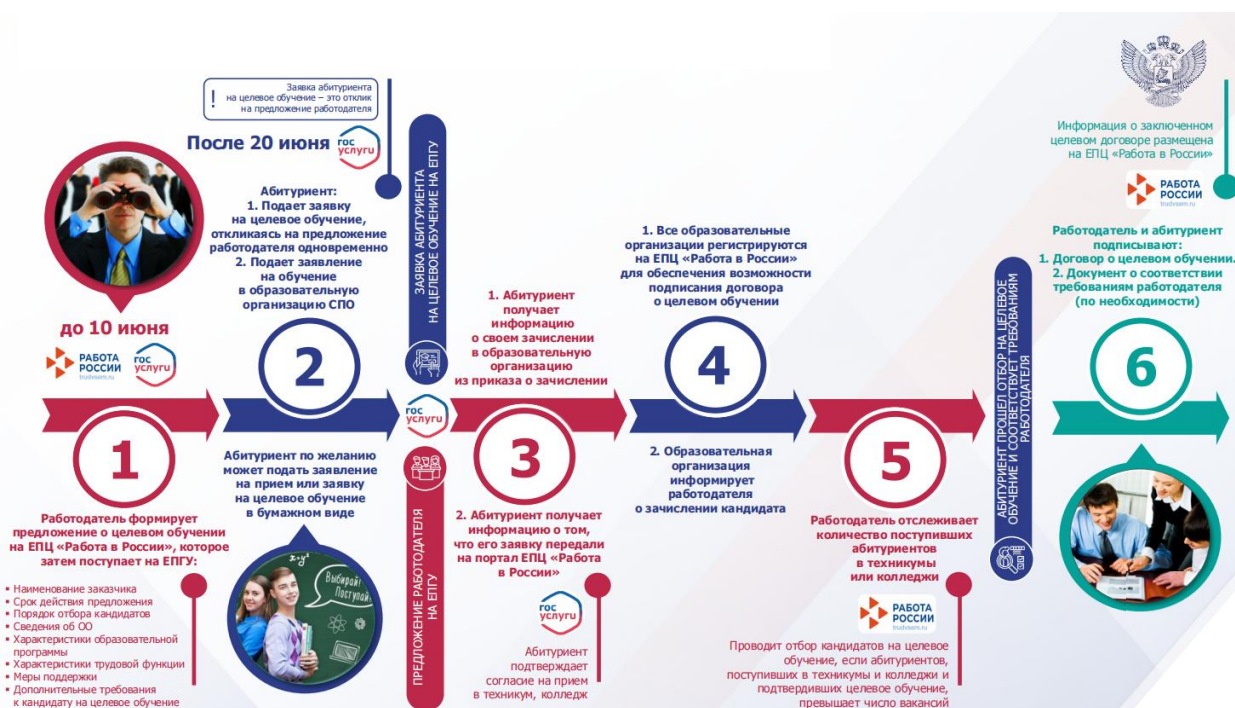 !
Заявка абитуриента
на целевое обучение – это отклик
на предложение работодателя
После 20 июня
гос
услуги
Абитуриент:
1. Подает заявку
на целевое обучение,
откликаясь на предложение
работодателя одновременно
2. Подает заявление
на обучение
в образовательную
организацию СПО
до 10 июня
РАБОТА
РОССИИ
trudvsem.ru
гос
услуги
1
Работодатель формирует
предложение о целевом обучении
на ЕПЦ «Работа в России», которое
затем поступает на ЕПГУ:
▪ Наименование заказчика
▪ Срок действия предложения
▪ Порядок отбора кандидатов
▪ Сведения об ОО
▪ Характеристики образовательной
программы
▪ Характеристики трудовой функции
▪ Меры поддержки
▪ Дополнительные требования
к кандидату на целевое обучение
2
Абитуриент по желанию
может подать заявление
на прием или заявку
на целевое обучение
в бумажном виде
x+y²
Выбирай!
Поступай!
ЗАЯВКА АБИТУРИЕНТА
НА ЦЕЛЕВОЕ ОБУЧЕНИЕ НА ЕПГУ
гос
услуги
ПРЕДЛОЖЕНИЕ РАБОТОДАТЕЛЯ
НА ЕПГУ
1. Абитуриент
получает
информацию
о своем зачислении
в образовательную
организацию
из приказа о зачислении
3
2. Абитуриент получает
информацию о том,
что его заявку передали
на портал ЕПЦ «Работа
в России»
гос
услуги
Абитуриент
подтверждает
согласие на прием
в техникум, колледж
1. Все образовательные
организации регистрируются
на ЕПЦ «Работа в России»
для обеспечения возможности
подписания договора
о целевом обучении
4
2. Образовательная
организация
информирует
работодателя
о зачислении кандидата
5
Работодатель отслеживает
количество поступивших
абитуриентов
в техникумы
или колледжи
РАБОТА
РОССИИ
trudvsem.ru
Проводит отбор кандидатов на целевое
обучение, если абитуриентов,
поступивших в техникумы и колледжи и
подтвердивших целевое обучение,
превышает число вакансий
АБИТУРИЕНТ ПРОШЕЛ ОТБОР НА ЦЕЛЕВОЕ
ОБУЧЕНИЕ И СООТВЕТСТВУЕТ ТРЕБОВАНИЯМ
РАБОТОДАТЕЛЯ
Информация о заключенном
целевом договоре размещена
на ЕПЦ «Работа в России»
РАБОТА
РОССИИ
trudvsem.ru
Работодатель и абитуриент
подписывают:
1. Договор о целевом обучении.
2. Документ о соответствии
требованиям работодателя
(по необходимости)
6